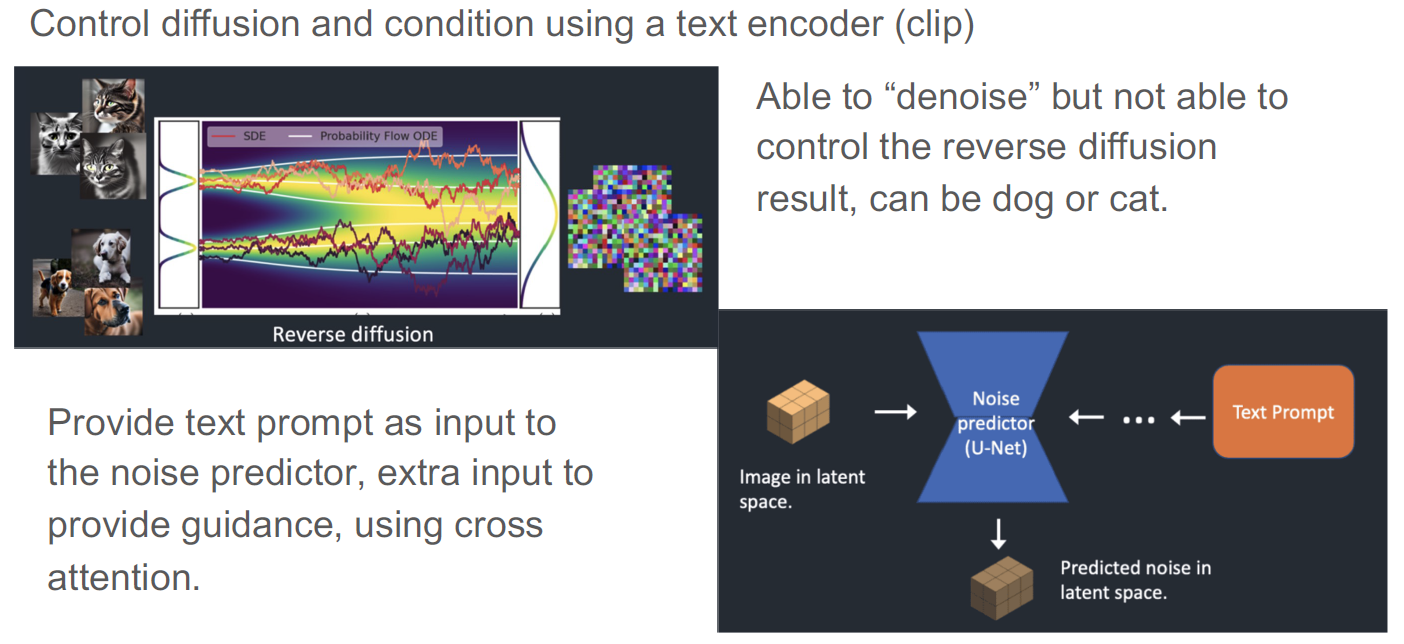 Control diffusion and condition using a text encoder (clip)
SDE
Probability Flow ODE
Reverse diffusion
Able to “denoise” but not able to
control the reverse diffusion
result, can be dog or cat.
Provide text prompt as input to
the noise predictor, extra input to
provide guidance, using cross
attention.
Image in latent
space.
Noise
predictor
(U-Net)
...
Text Prompt
Predicted noise in
latent space.